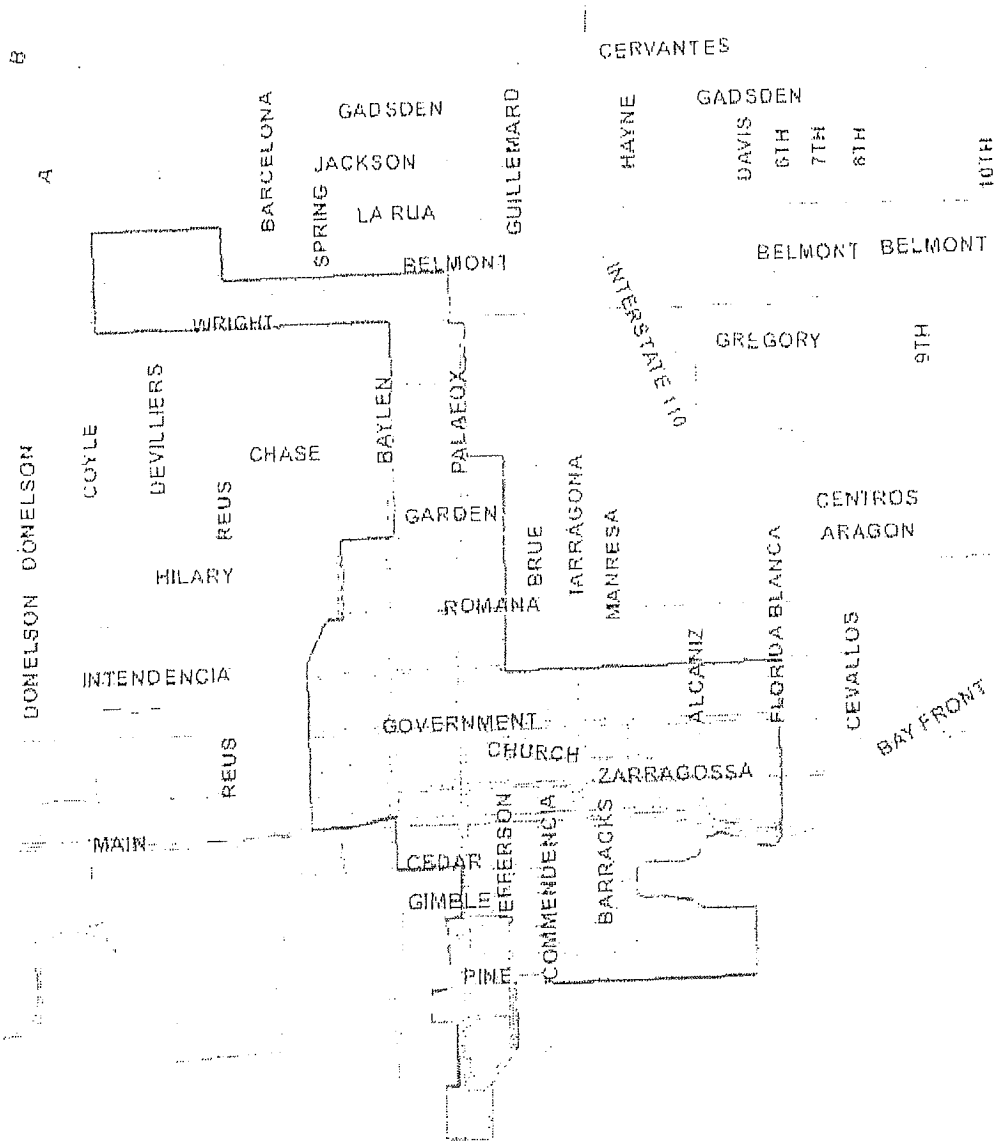 B
CERVANTES
A
BARCELONA
GADSDEN
GUILLEMARD
HAYNE
GADSDEN
DAVIS
6TH
7TH
8TH
10TH
JACKSON
SPRING
LA RUA
BELMONT
BELMONT
BELMONT
INTERSTATE 110
WRIGHT
GREGORY
9TH
COYLE
DEVILLIERS
BAYLEN
PALAFOX
CHASE
DONELSON
DONELSON
REUS
GARDEN
BRUE
TARRAGONA
MANRESA
CENTROS
ARAGON
HILARY
ROMANA
FLORIDA BLANCA
DONELSON
INTENDENCIA
ALCANIZ
CEVALLOS
BAY FRONT
GOVERNMENT
REUS
CHURCH
ZARRAGOSSA
MAIN
JEFFERSON
COMMENDENCIA
BARRACKS
CEDAR
GIMBLE
PINE